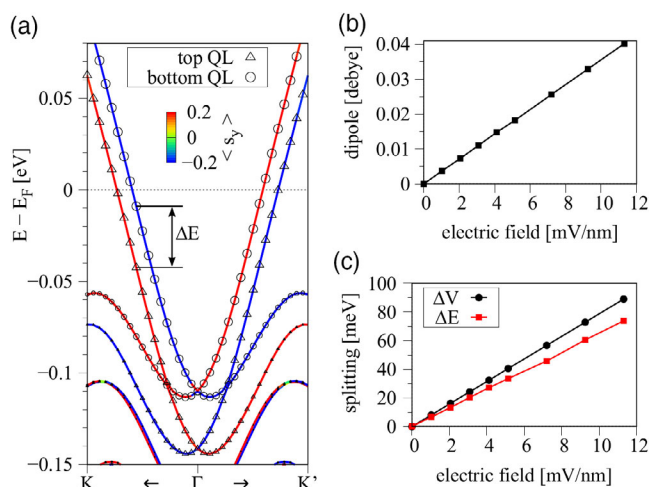 (a)
top QL
bottom QL
0.2
0
−0.2
< s_y >
ΔE
E − E_F [eV]
0.05
0
−0.05
−0.1
−0.15
K ← Γ → K'
(b)
dipole [debye]
0.04
0.03
0.02
0.01
0
0 2 4 6 8 10 12
electric field [mV/nm]
(c)
ΔV
ΔE
splitting [meV]
100
80
60
40
20
0
0 2 4 6 8 10 12
electric field [mV/nm]